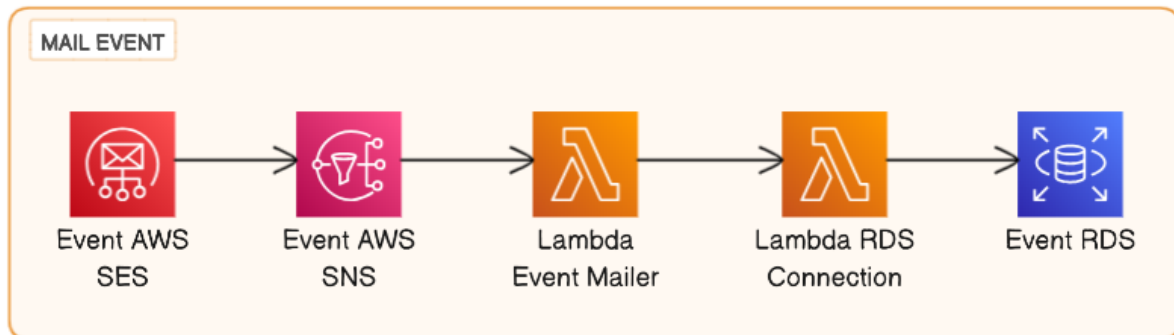 MAIL EVENT
Event AWS
SES
Event AWS
SNS
Lambda
Event Mailer
Lambda RDS
Connection
Event RDS